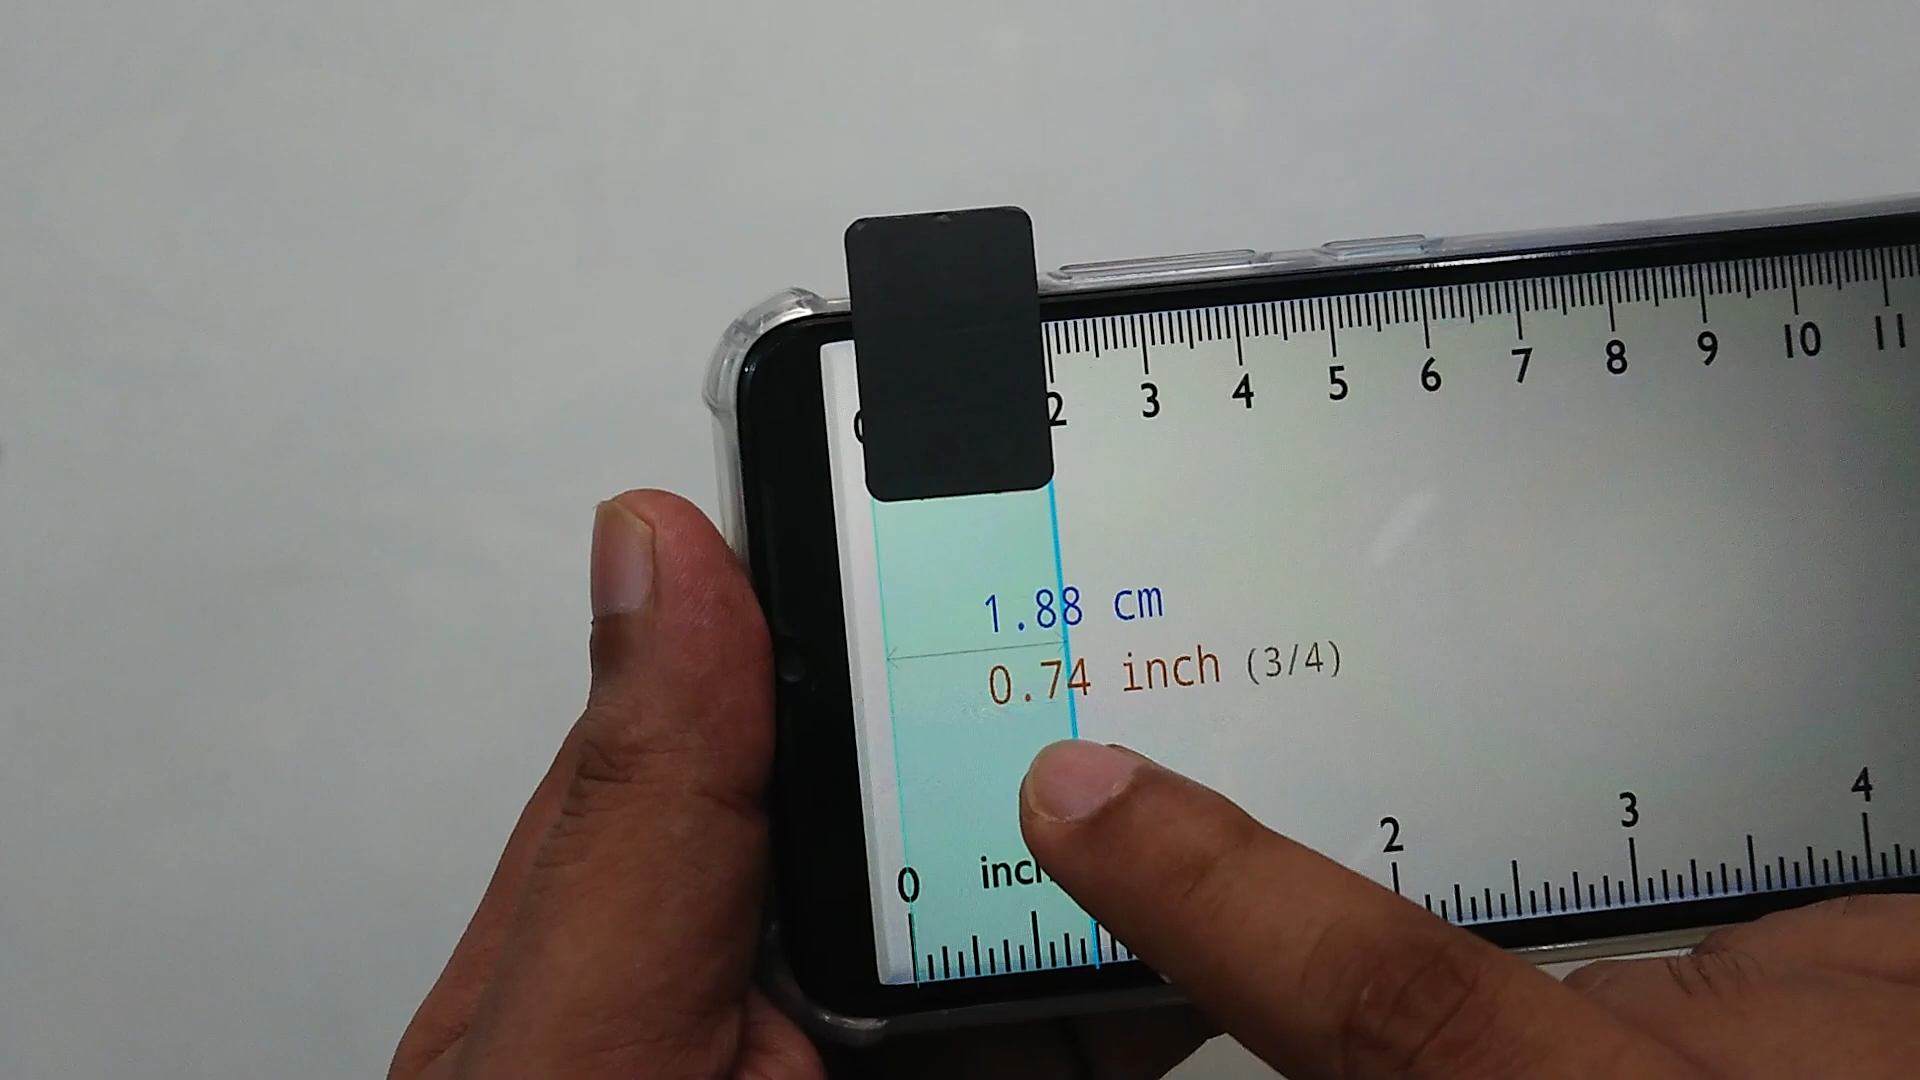 0 2 3 4 5 6 7 8 9 10 11
1.88 cm
0.74 inch (3/4)
0 inch 2 3 4